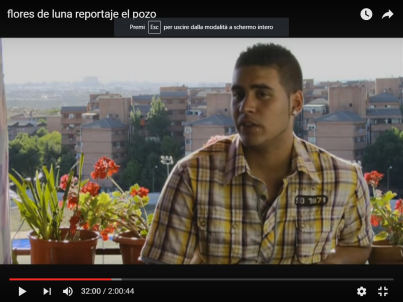 flores de luna reportaje el pozo
Premi Esc per uscire dalla modalità a schermo intero
32:00 / 2:00:44